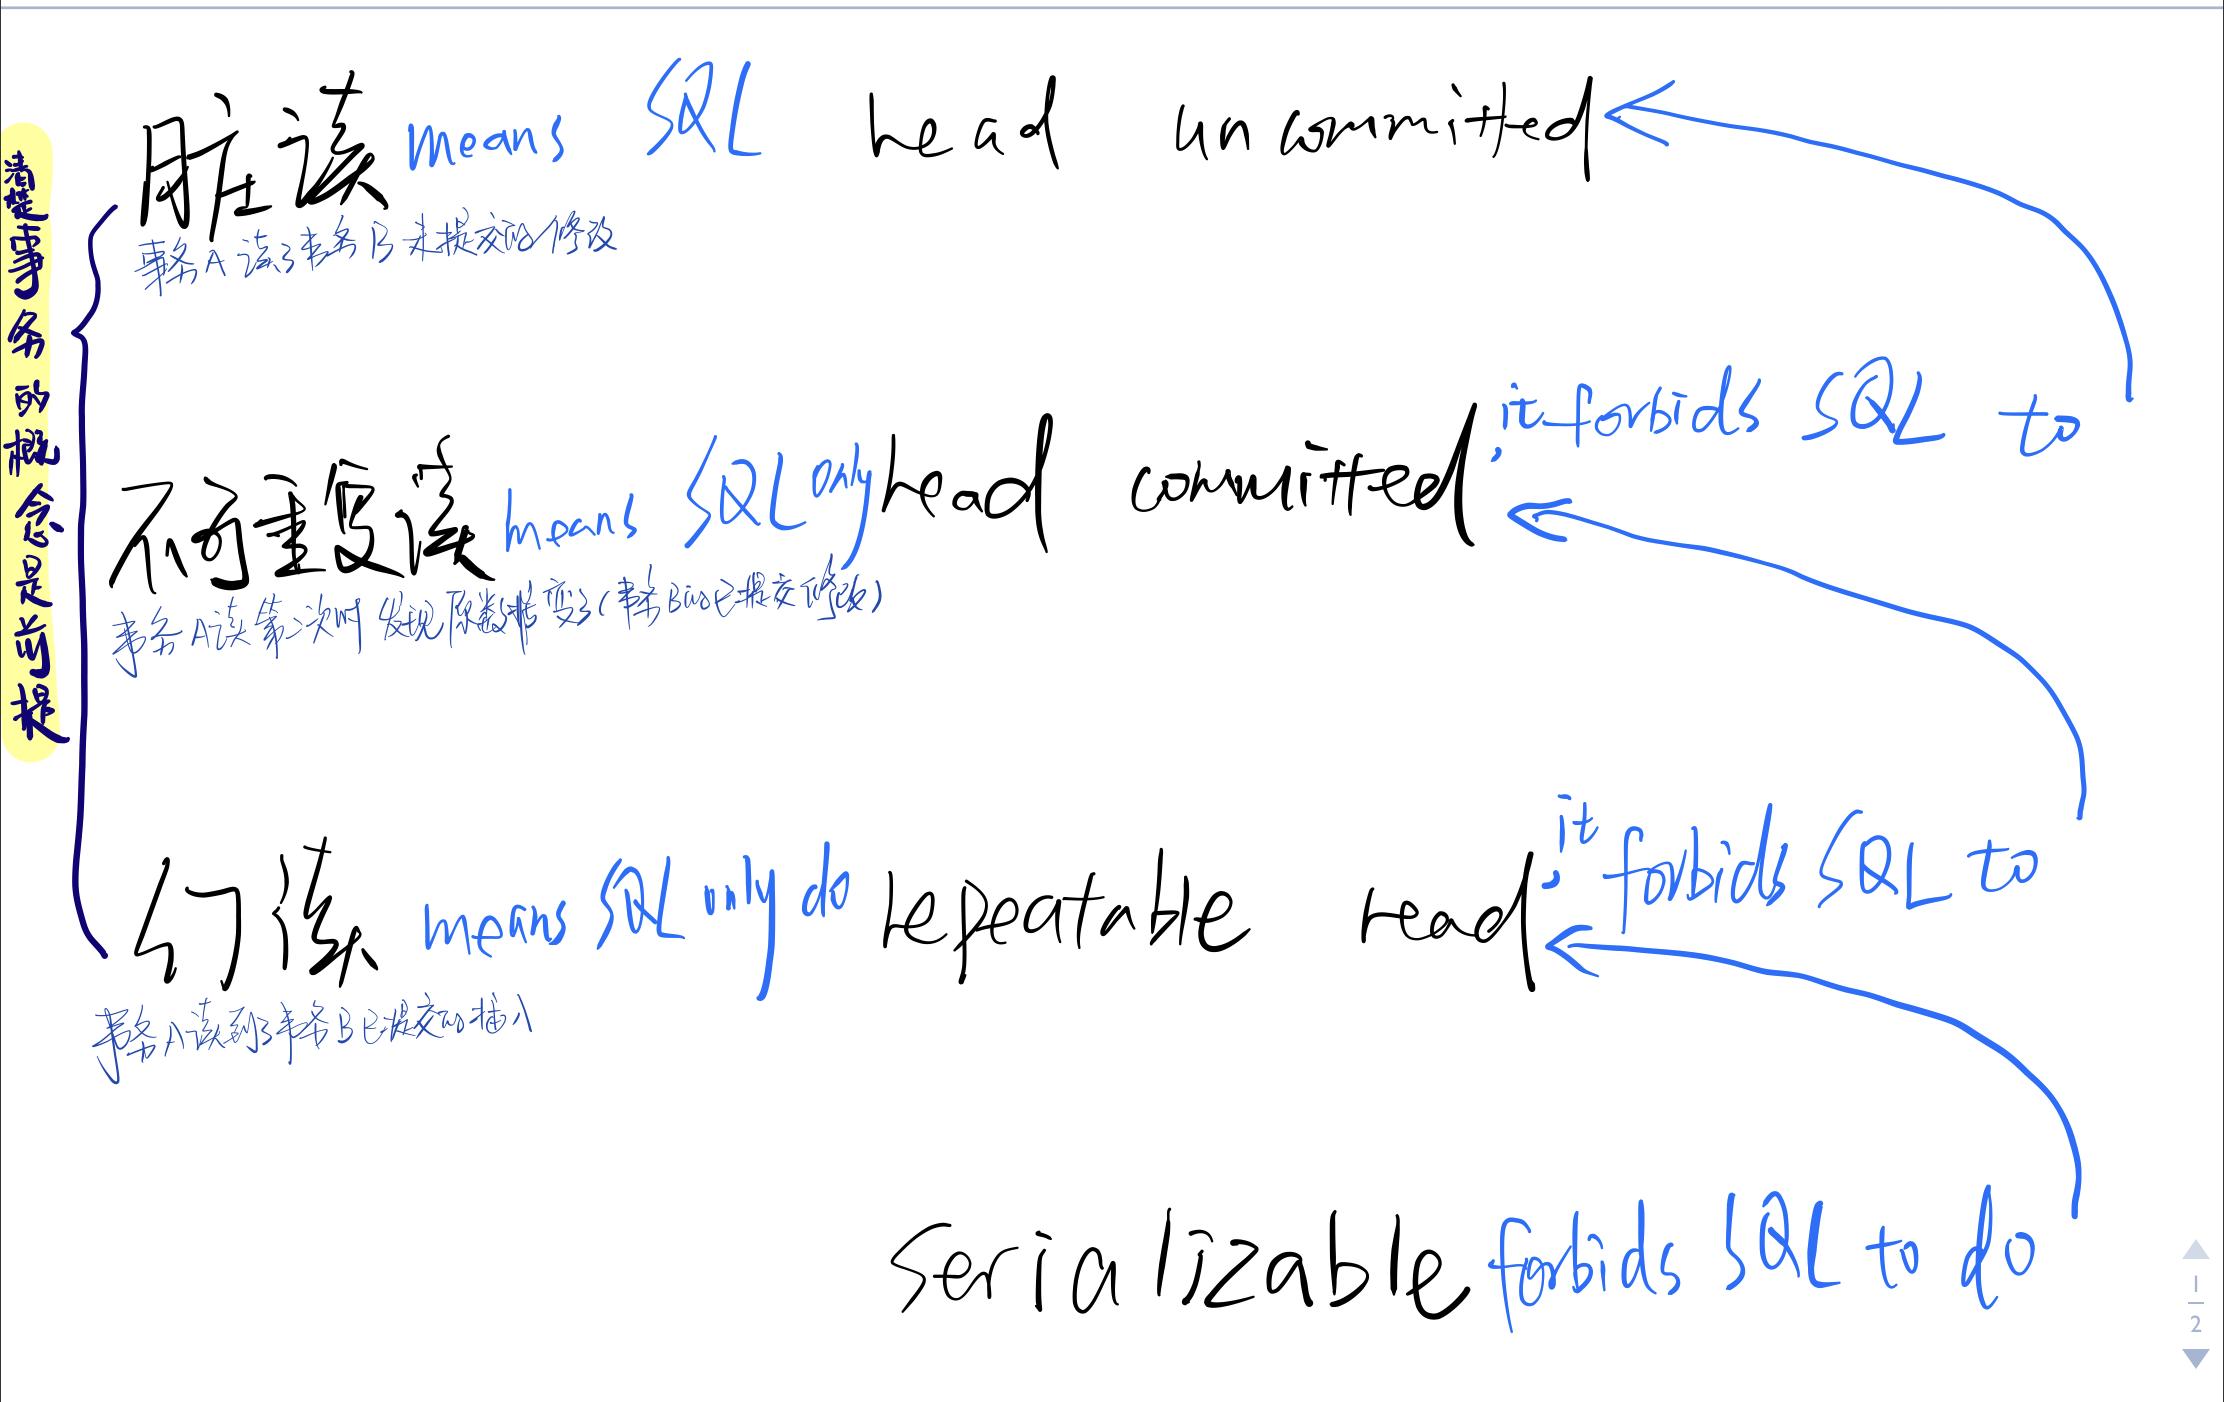 清楚事务的概念是前提
脏读 means SQL read uncommitted
事务A读了事务B未提交的修改
it forbids SQL to
不可重复读 means SQL only read committed,
事务A读第二次时发现原数据变了(事务B已提交修改)
it forbids SQL to
幻读 means SQL only do repeatable read,
事务A读到了事务B已提交的插入
serializable forbids SQL to do
1
2